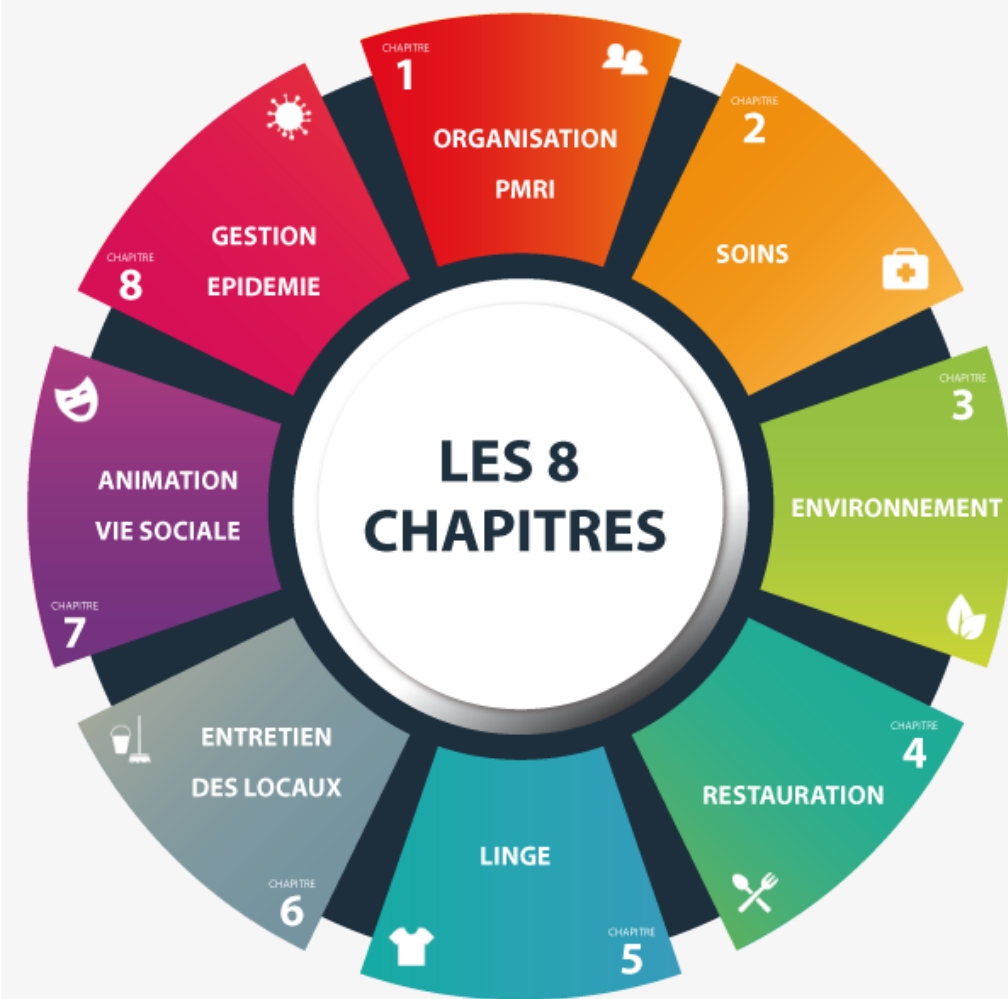 CHAPITRE
1
ORGANISATION
PMRI
CHAPITRE
2
SOINS
CHAPITRE
3
ENVIRONNEMENT
CHAPITRE
4
RESTAURATION
CHAPITRE
5
LINGE
CHAPITRE
6
ENTRETIEN
DES LOCAUX
CHAPITRE
7
ANIMATION
VIE SOCIALE
CHAPITRE
8
GESTION
EPIDEMIE
LES 8
CHAPITRES